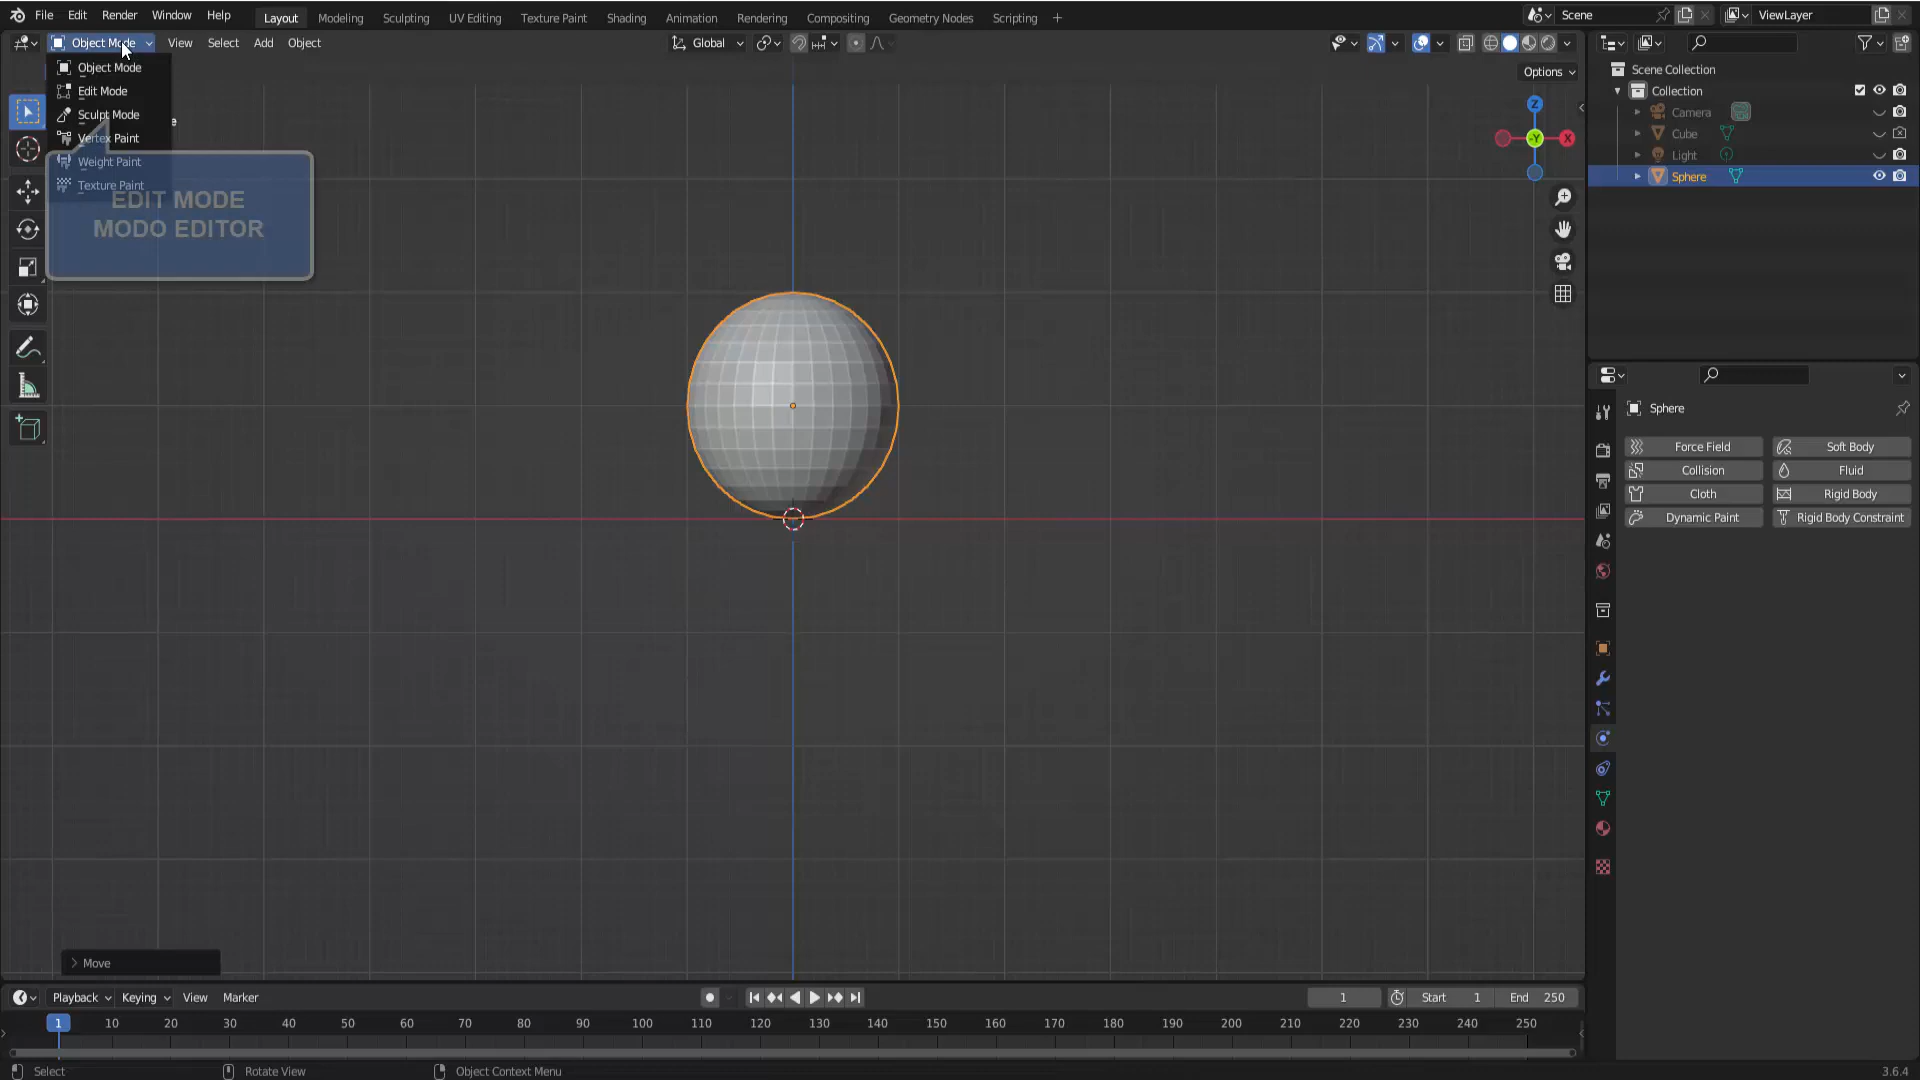 File Edit Render Window Help Layout Modeling Sculpting UV Editing Texture Paint Shading Animation Rendering Compositing Geometry Nodes Scripting + Scene ViewLayer
Object Mode View Select Add Object Global
Options
Object Mode
Edit Mode
Sculpt Mode
Vertex Paint
Weight Paint
Texture Paint
EDIT MODE
MODO EDITOR
Z
-Y
X
Scene Collection
Collection
Camera
Cube
Light
Sphere
Sphere
Force Field Soft Body
Collision Fluid
Cloth Rigid Body
Dynamic Paint Rigid Body Constraint
Move
Playback Keying View Marker 1 Start 1 End 250
1 10 20 30 40 50 60 70 80 90 100 110 120 130 140 150 160 170 180 190 200 210 220 230 240 250
Select Rotate View Object Context Menu 3.6.4